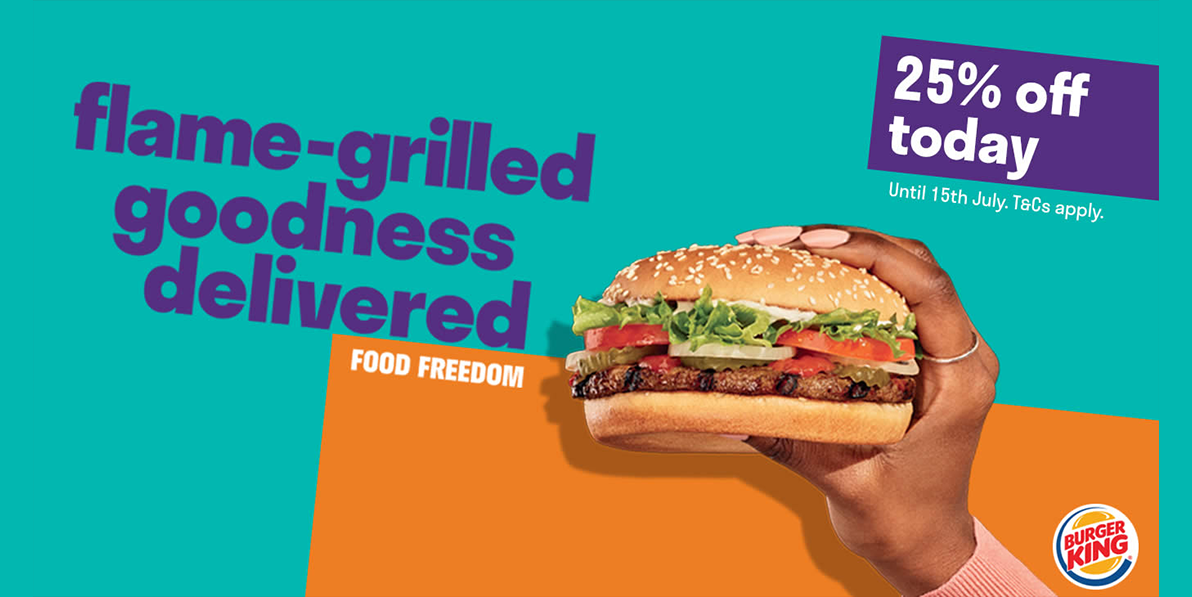 flame-grilled
goodness
delivered
FOOD FREEDOM
25% off
today
Until 15th July. T&Cs apply.
BURGER
KING